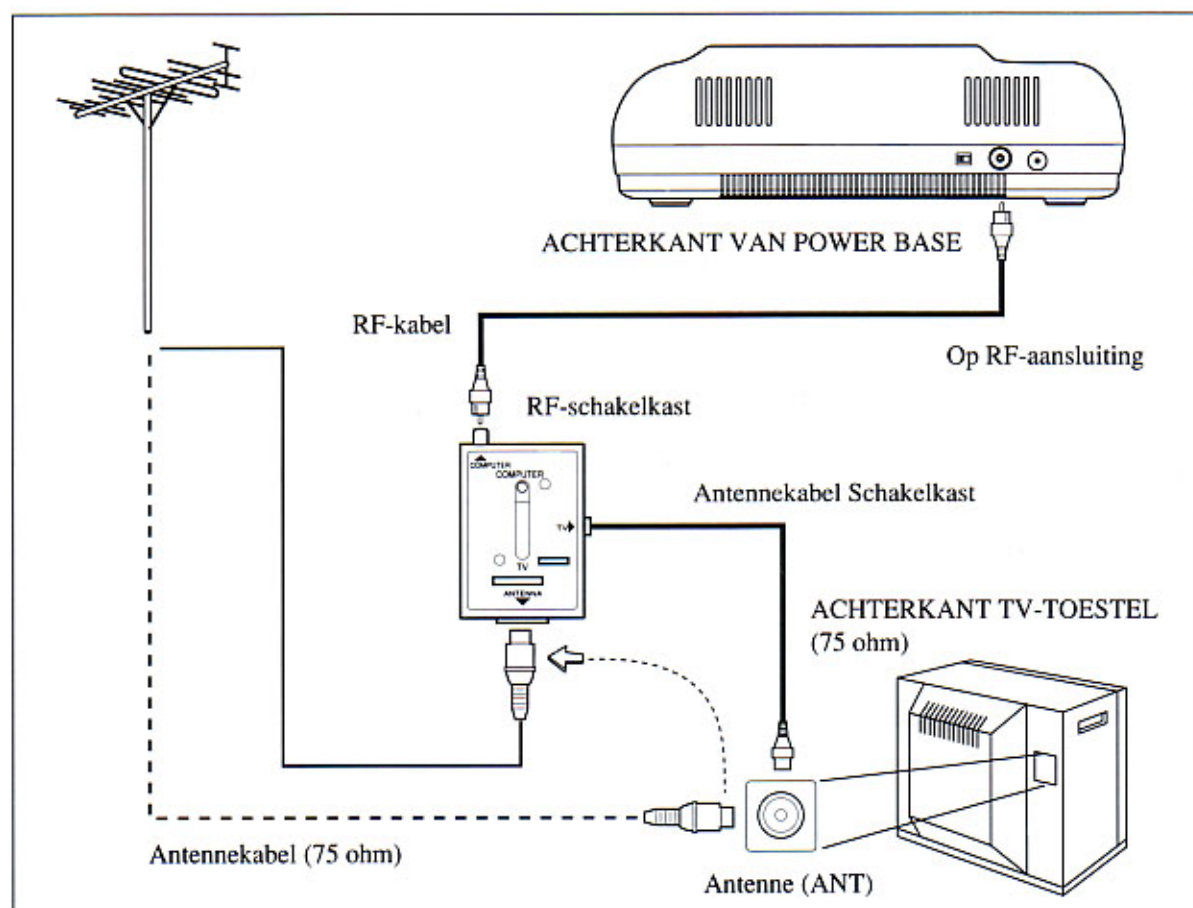 ACHTERKANT VAN POWER BASE
RF-kabel
Op RF-aansluiting
RF-schakelkast
COMPUTER
COMPUTER
TV
TV
ANTENNA
Antennekabel Schakelkast
ACHTERKANT TV-TOESTEL
(75 ohm)
Antennekabel (75 ohm)
Antenne (ANT)